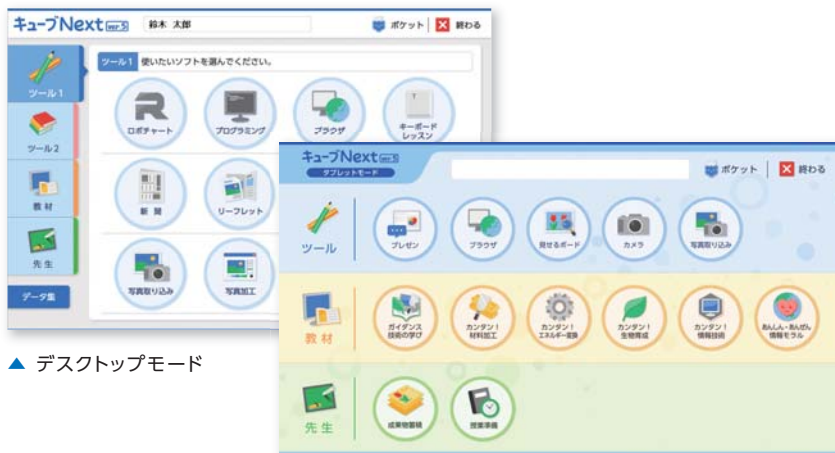 キューブNext ver.5
鈴木 太郎
ポケット
終わる
ツール1
ツール2
教材
先生
データ集
ツール1 使いたいソフトを選んでください。
ロボチャート
プログラミング
ブラウザ
キーボード
レッスン
新聞
リーフレット
写真取り込み
写真加工
▲ デスクトップモード
キューブNext ver.5
タブレットモード
ポケット
終わる
ツール
プレゼン
ブラウザ
見せるボード
カメラ
写真取り込み
教材
ガイダンス
技術の学び
カンタン!
材料加工
カンタン!
エネルギー変換
カンタン!
生物育成
カンタン!
情報技術
あんしん・あんぜん
情報モラル
先生
成果物蓄積
授業準備